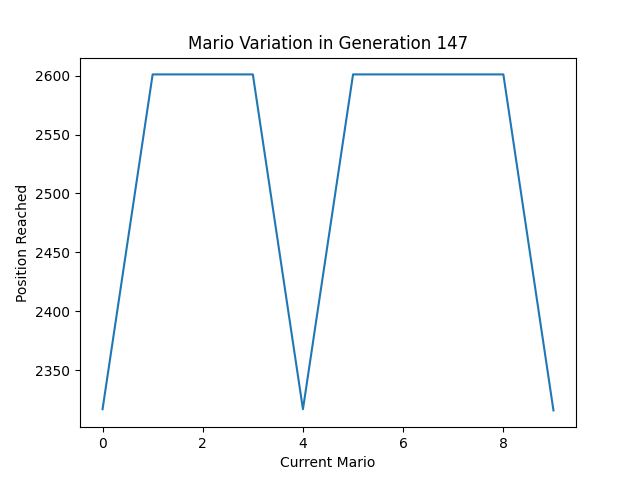 Mario Variation in Generation 147
2600
2550
2500
2450
2400
2350
Position Reached
0 2 4 6 8
Current Mario